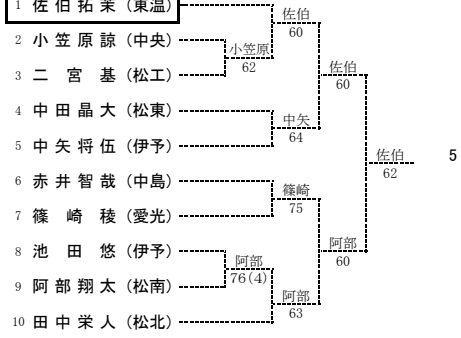 1 佐伯拓茉（東温）
2 小笠原諒（中央）
3 二宮基（松工）
4 中田晶大（松東）
5 中矢将伍（伊予）
6 赤井智哉（中島）
7 篠崎稜（愛光）
8 池田悠（伊予）
9 阿部翔太（松南）
10 田中栄人（松北）
佐伯
60
小笠原
62
中矢
64
篠崎
75
阿部
76(4)
阿部
63
佐伯
60
阿部
60
佐伯
62
5